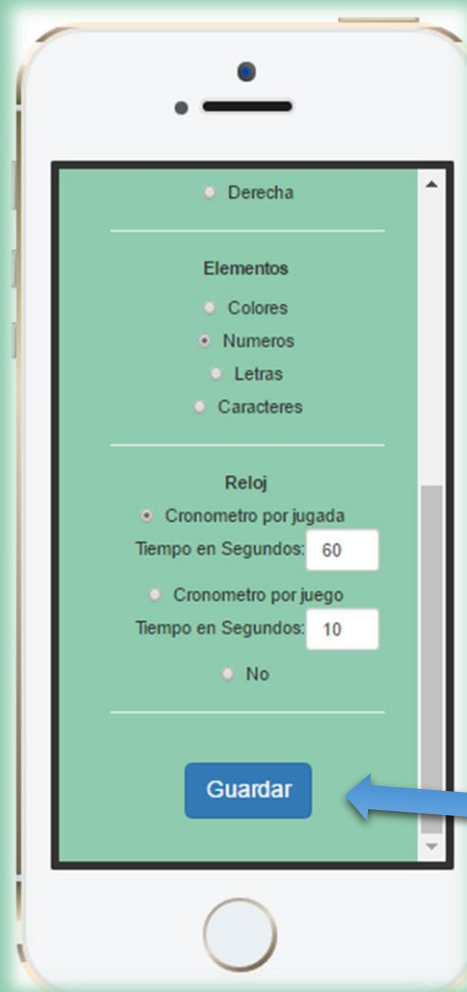 Derecha
Elementos
Colores
Numeros
Letras
Caracteres
Reloj
Cronometro por jugada
Tiempo en Segundos: 60
Cronometro por juego
Tiempo en Segundos: 10
No
Guardar